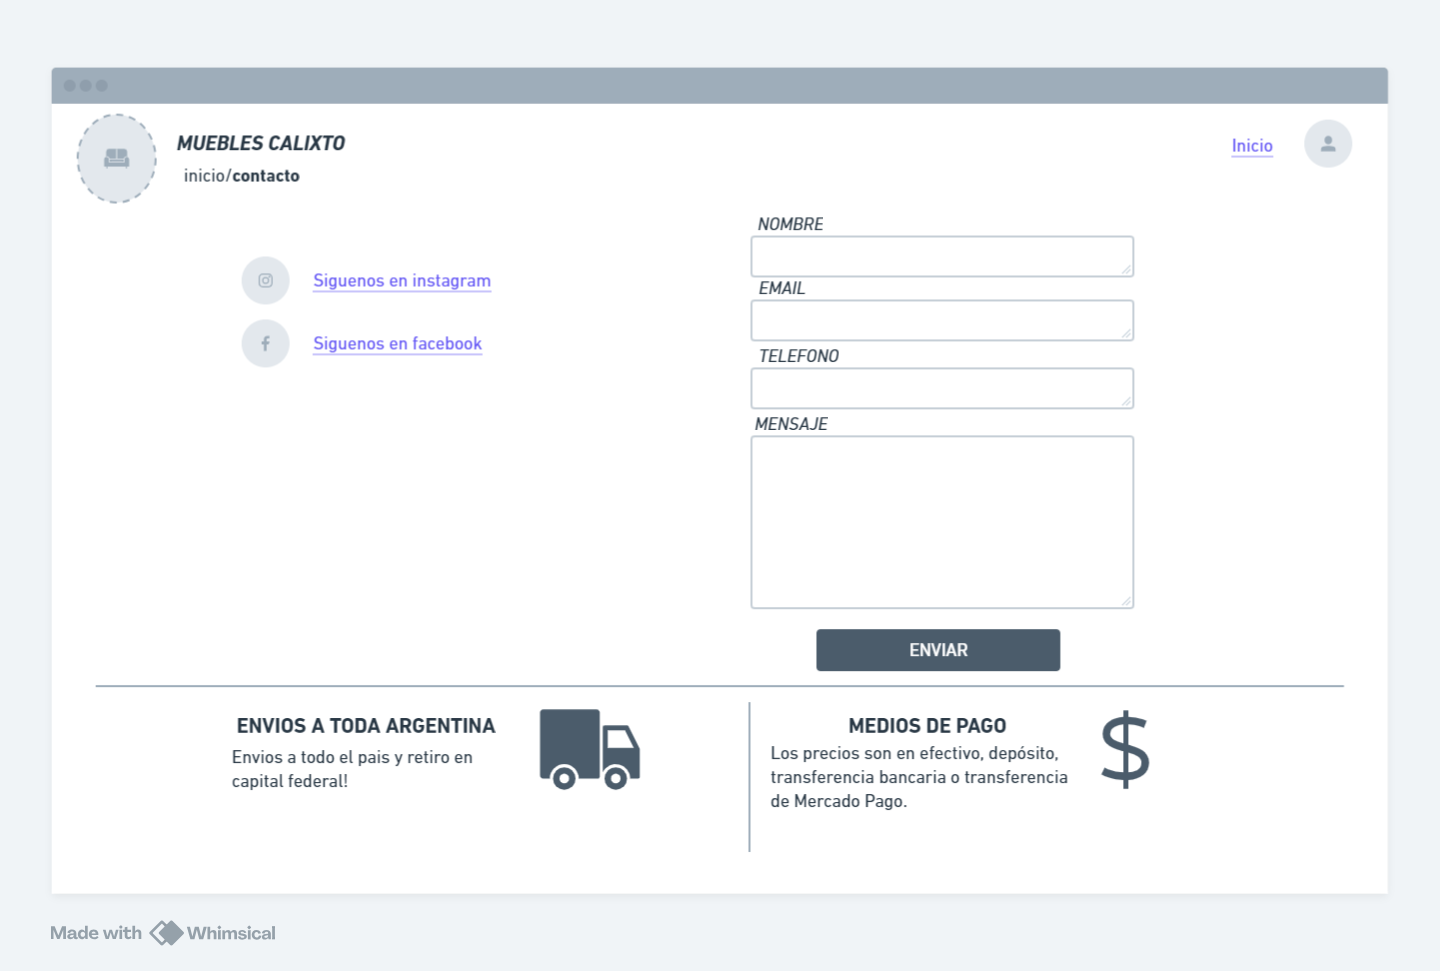 MUEBLES CALIXTO
inicio/contacto
Inicio
Siguenos en instagram
Siguenos en facebook
NOMBRE
EMAIL
TELEFONO
MENSAJE
ENVIAR
ENVIOS A TODA ARGENTINA
Envios a todo el pais y retiro en
capital federal!
MEDIOS DE PAGO
Los precios son en efectivo, depósito,
transferencia bancaria o transferencia
de Mercado Pago.
$
Made with Whimsical